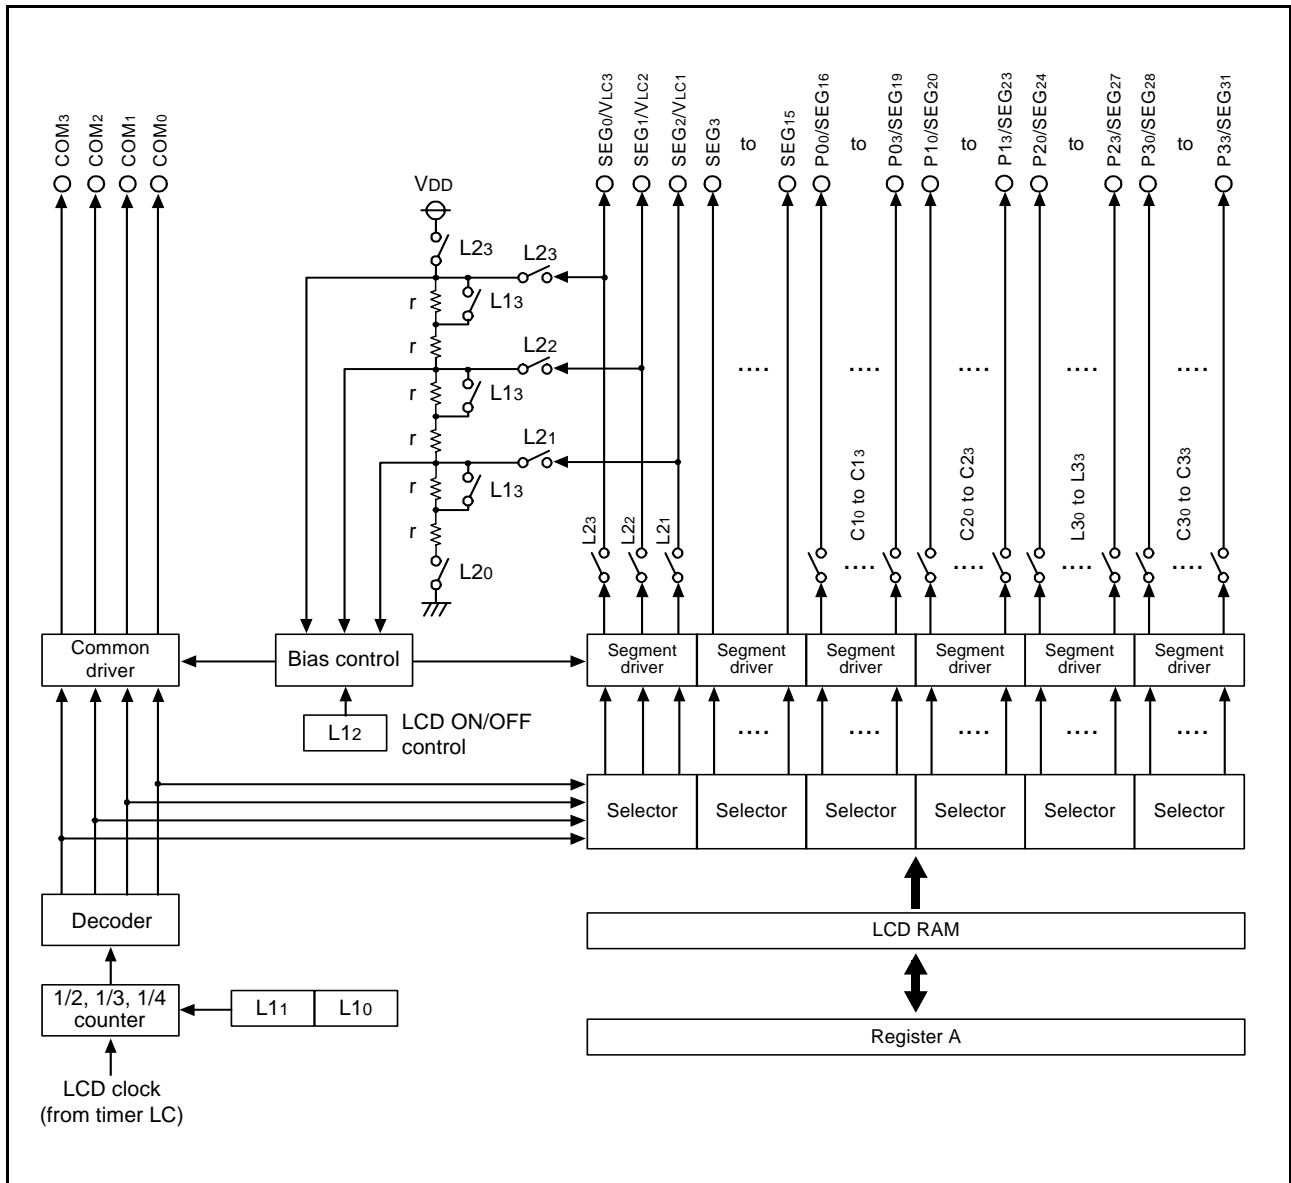 COM3
COM2
COM1
COM0
SEG0/VLC3
SEG1/VLC2
SEG2/VLC1
SEG3
to
SEG15
P00/SEG16
to
P03/SEG19
P10/SEG20
to
P13/SEG23
P20/SEG24
to
P23/SEG27
P30/SEG28
to
P33/SEG31
VDD
L23
L23
r
L13
r
L22
r
L13
r
L21
r
L13
r
L20
L23
L22
L21
....
....
....
....
....
C10 to C13
C20 to C23
L30 to L33
C30 to C33
....
....
....
....
Common
driver
Bias control
Segment
driver
Segment
driver
Segment
driver
Segment
driver
Segment
driver
Segment
driver
L12
LCD ON/OFF
control
....
....
....
....
....
Selector
Selector
Selector
Selector
Selector
Selector
Decoder
LCD RAM
1/2, 1/3, 1/4
counter
L11
L10
Register A
LCD clock
(from timer LC)